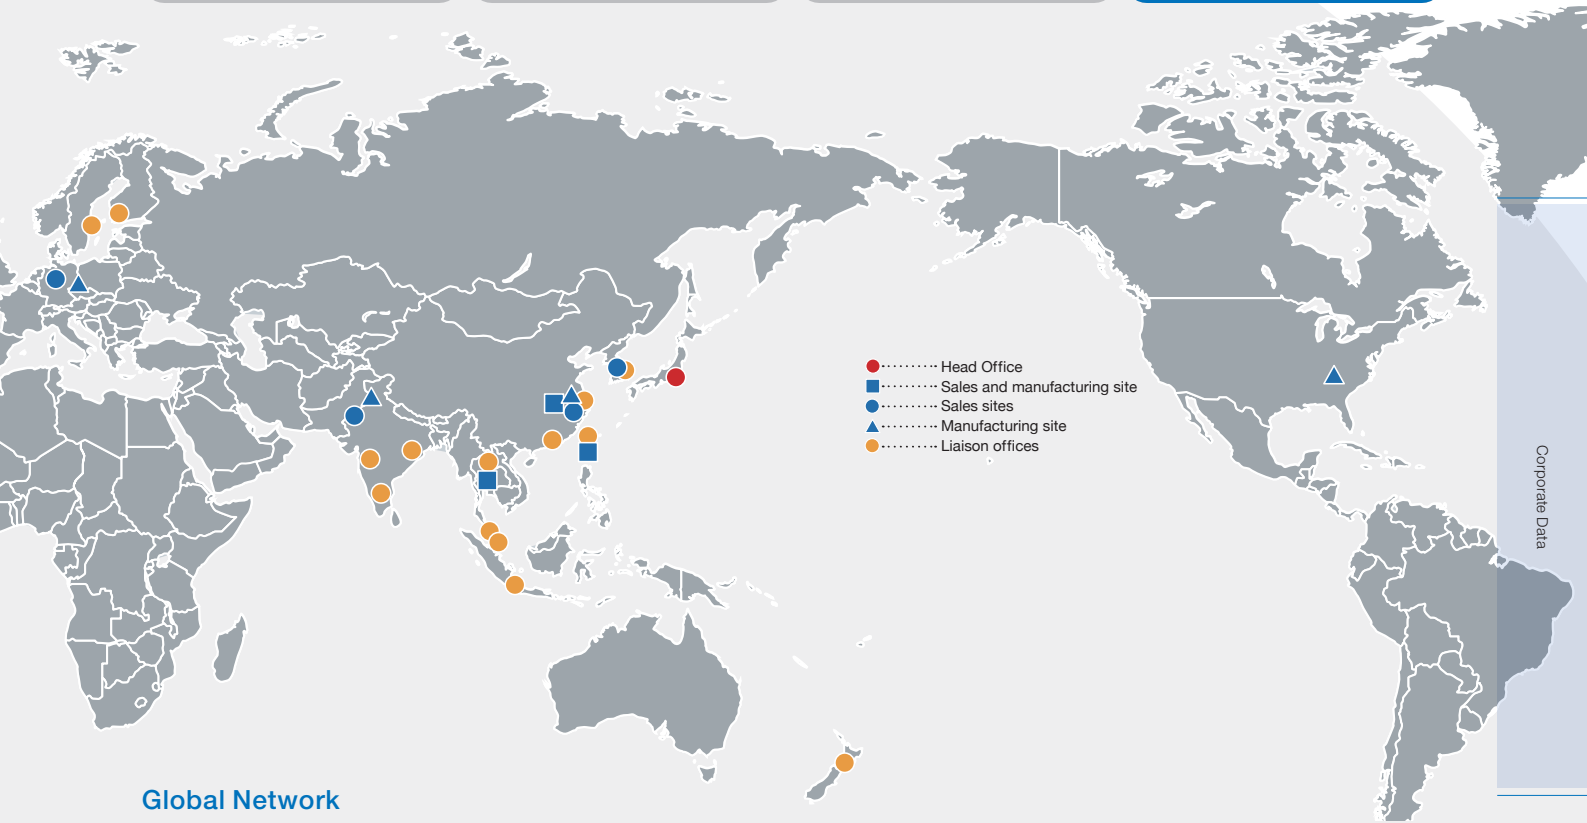 Head Office
Sales and manufacturing site
Sales sites
Manufacturing site
Liaison offices
Corporate Data
Global Network